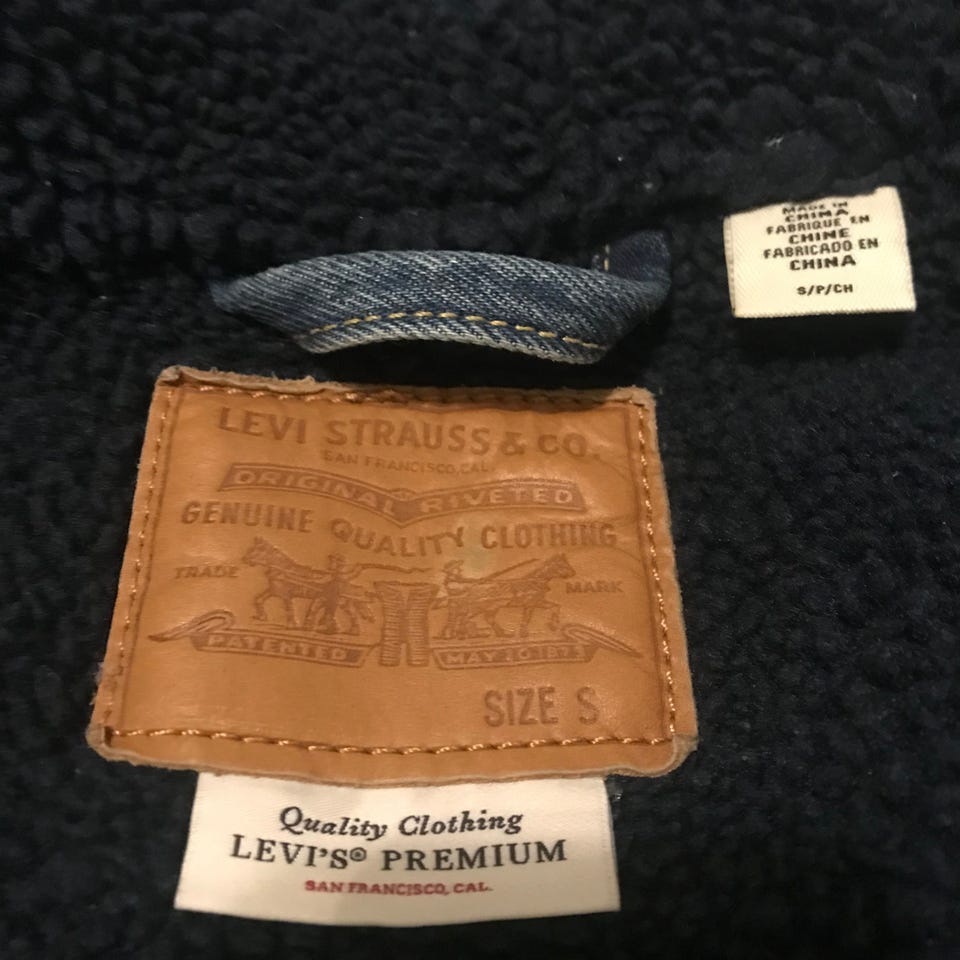 MADE IN
CHINA
FABRIQUE EN
CHINE
FABRICADO EN
CHINA
S/P/CH
LEVI STRAUSS & CO.
SAN FRANCISCO, CAL.
ORIGINAL RIVETED
GENUINE QUALITY CLOTHING
TRADE MARK
PATENTED MAY 20 1873
SIZE S
Quality Clothing
LEVI'S® PREMIUM
SAN FRANCISCO, CAL.